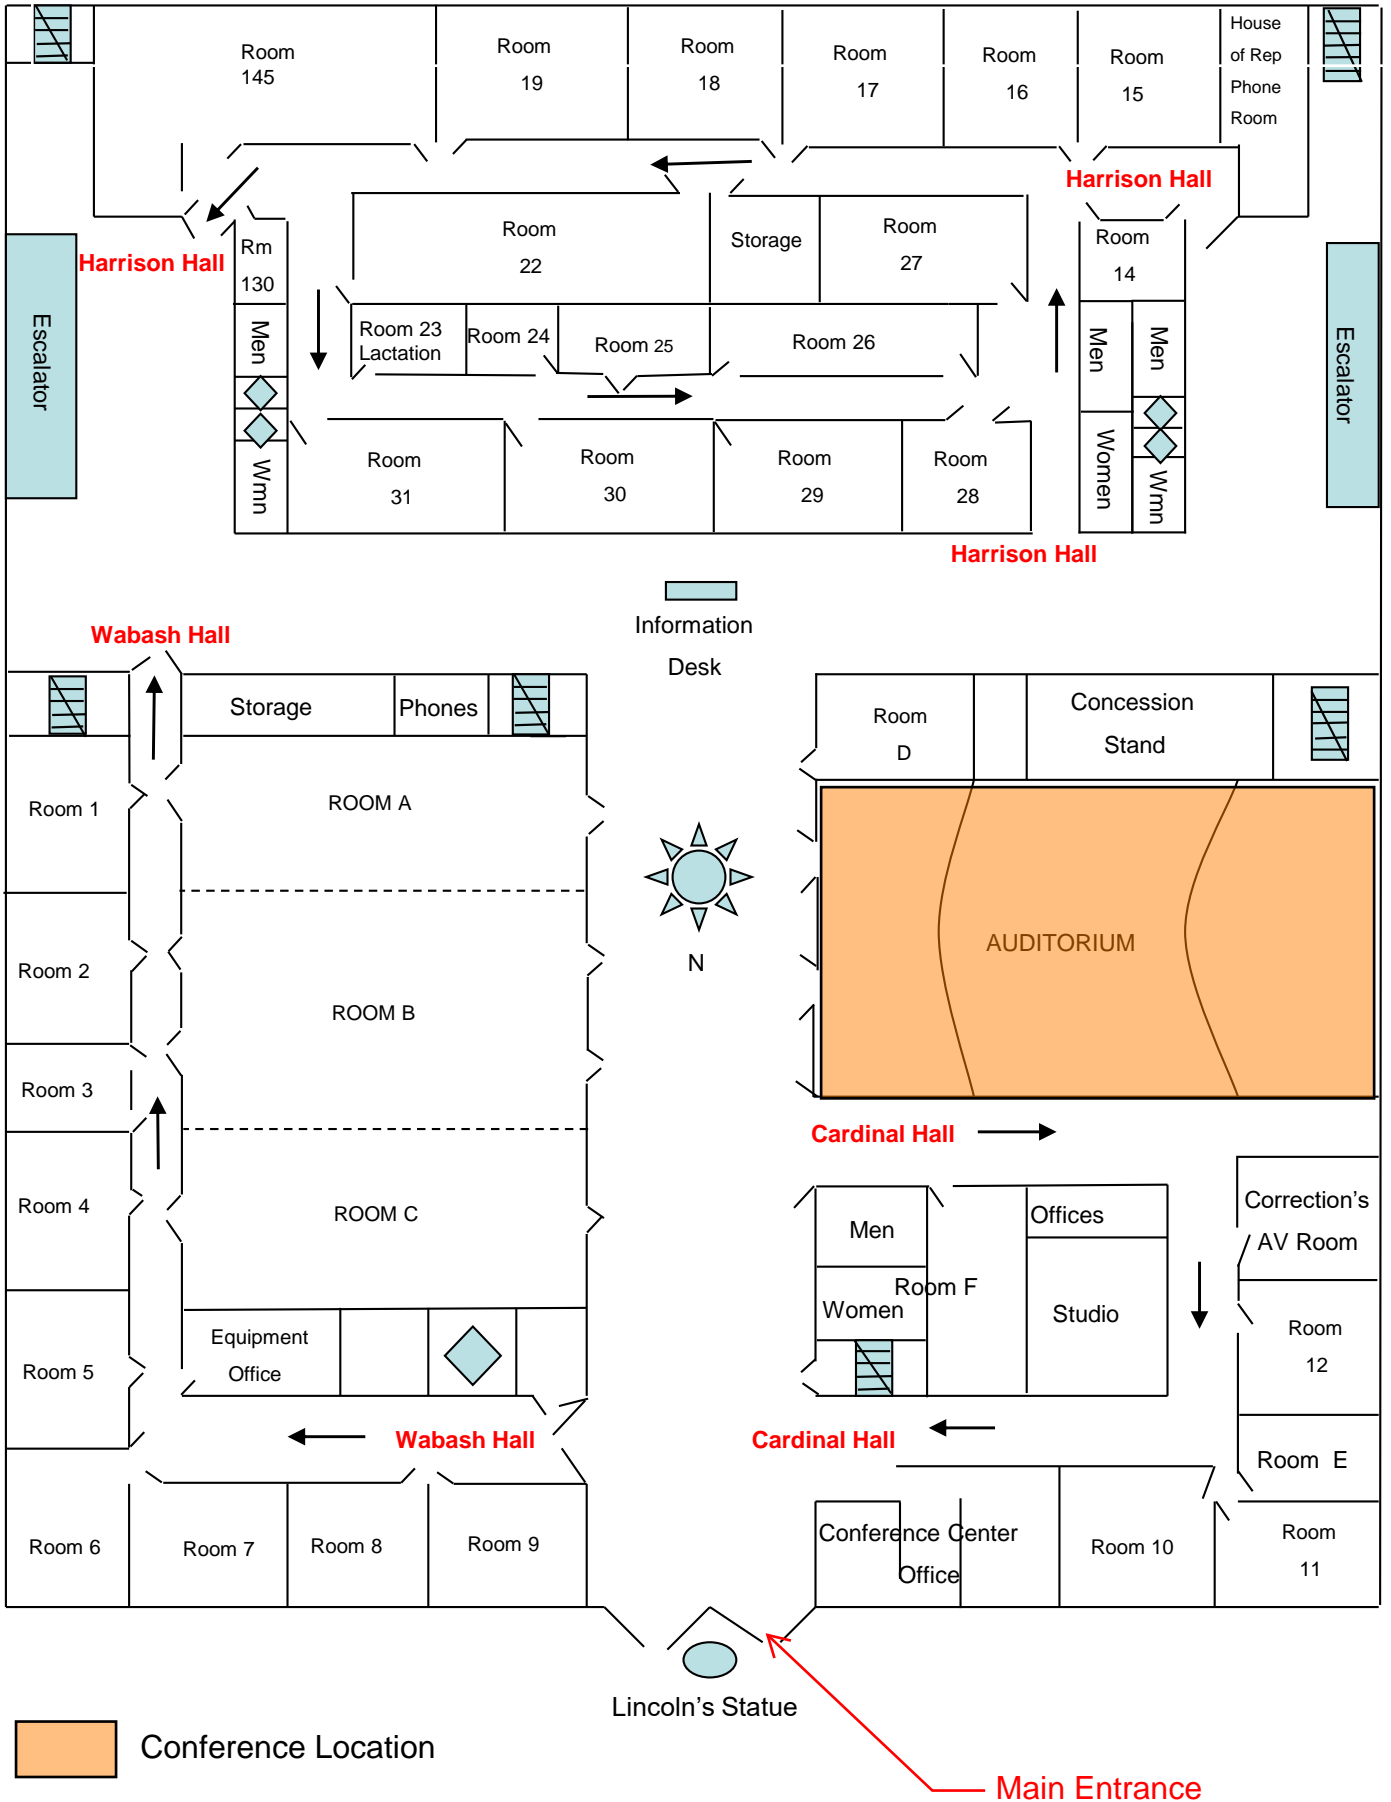 Room
145
Room
19
Room
18
Room
17
Room
16
Room
15
House
of Rep
Phone
Room
Harrison Hall
Harrison Hall
Rm
130
Room
22
Storage
Room
27
Room
14
Escalator
Men
Room 23
Lactation
Room 24
Room 25
Room 26
Men
Men
Escalator
Wmn
Room
31
Room
30
Room
29
Room
28
Women
Wmn
Harrison Hall
Information
Desk
Wabash Hall
Storage
Phones
Room
D
Concession
Stand
Room 1
ROOM A
Room 2
ROOM B
N
AUDITORIUM
Room 3
Cardinal Hall
Room 4
ROOM C
Men
Offices
Correction's
AV Room
Women
Room F
Studio
Room
12
Equipment
Office
Room 5
Wabash Hall
Cardinal Hall
Room E
Room 6
Room 7
Room 8
Room 9
Conference Center
Office
Room 10
Room
11
Lincoln's Statue
Conference Location
Main Entrance